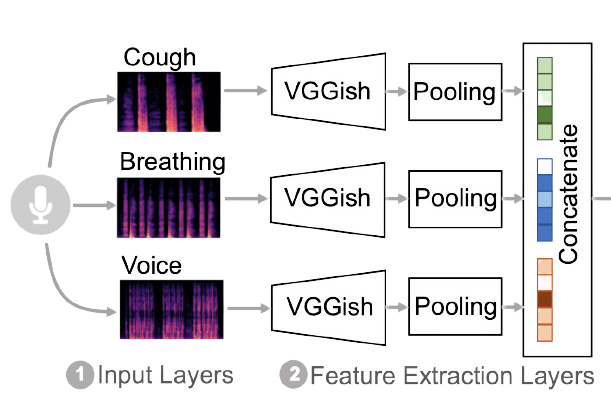 Cough
VGGish
Pooling
Breathing
VGGish
Pooling
Voice
VGGish
Pooling
Concatenate
1 Input Layers
2 Feature Extraction Layers